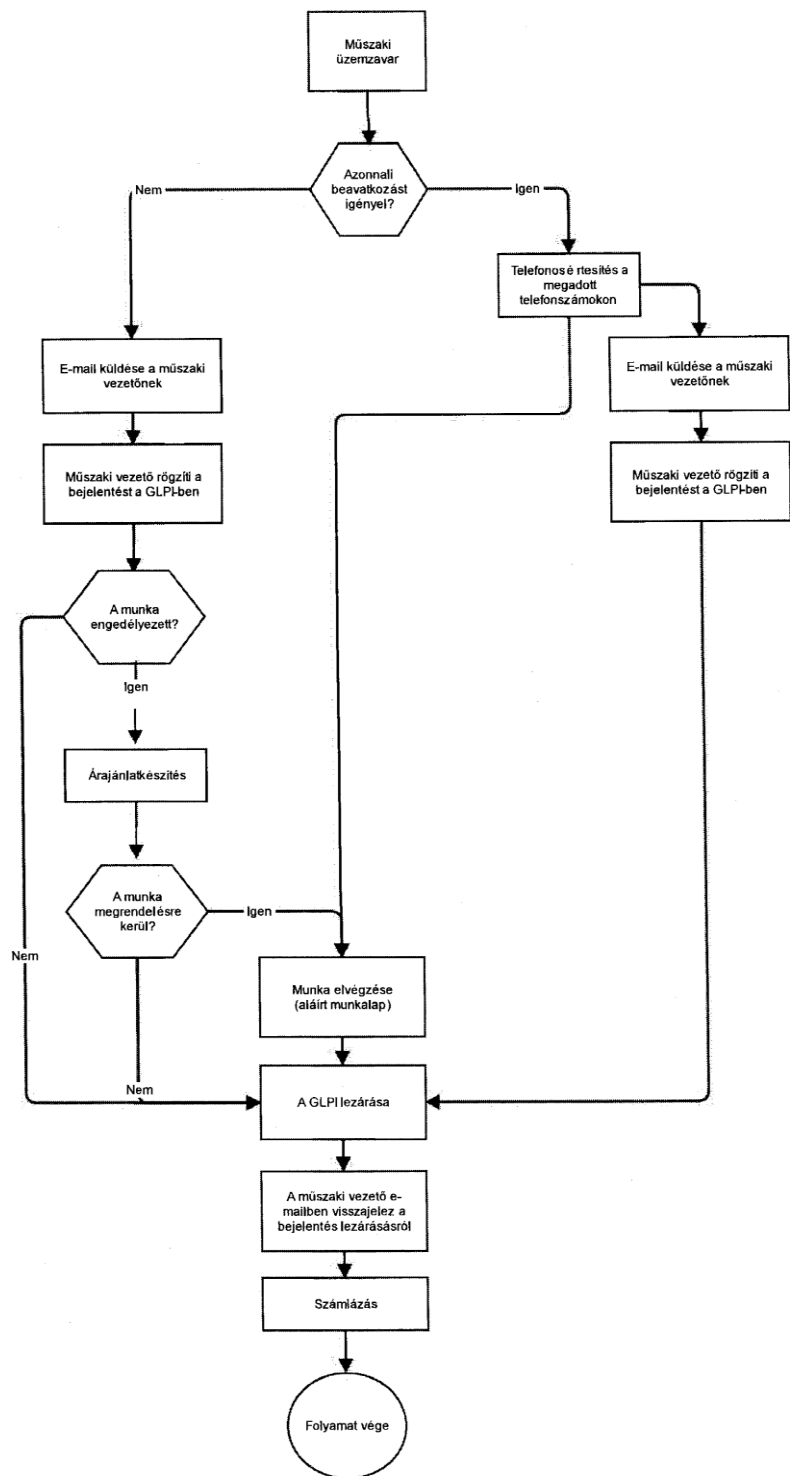 Műszaki
üzemzavar
Azonnali
beavatkozást
igényel?
Nem
Igen
Telefonosé rtesítés a
megadott
telefonszámokon
E-mail küldése a műszaki
vezetőnek
E-mail küldése a műszaki
vezetőnek
Műszaki vezető rögzíti a
bejelentést a GLPI-ben
Műszaki vezető rögzíti a
bejelentést a GLPI-ben
A munka
engedélyezett?
Igen
Árajánlatkészítés
A munka
megrendelésre
kerül?
Igen
Nem
Munka elvégzése
(aláírt munkalap)
Nem
A GLPI lezárása
A műszaki vezető e-
mailben visszajelez a
bejelentés lezárásásról
Számlázás
Folyamat vége